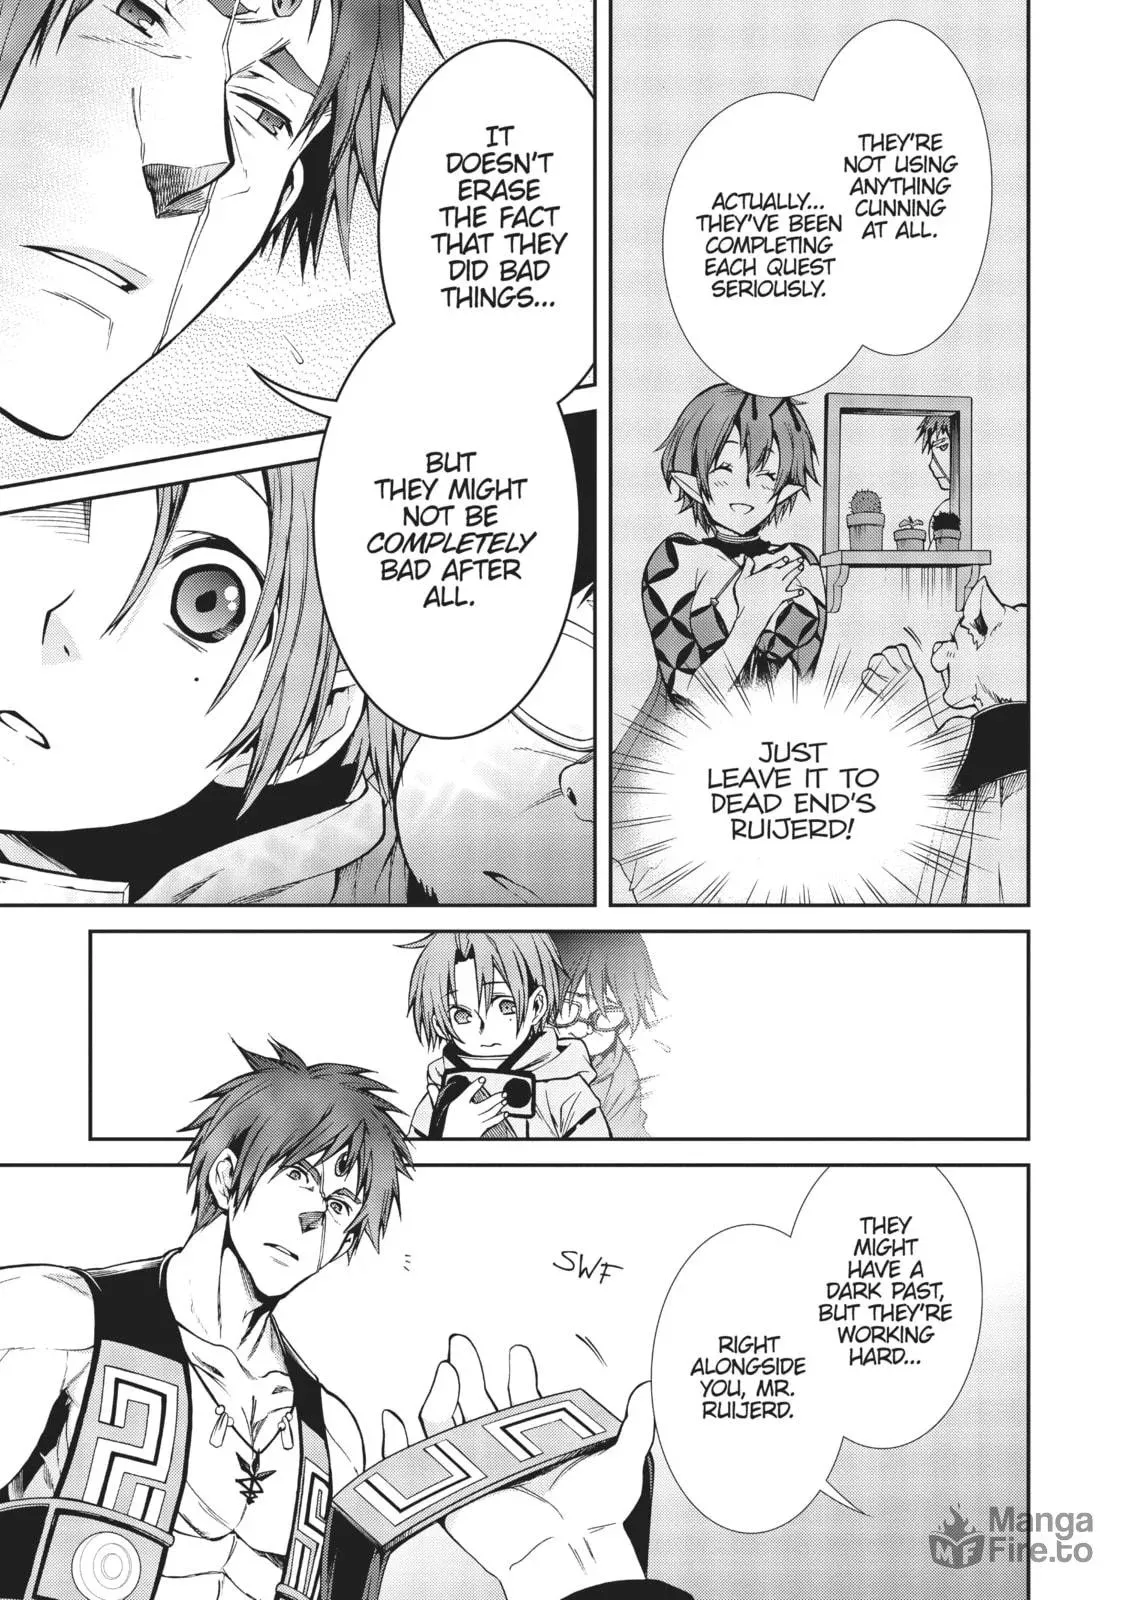 THEY'RE
NOT USING
ANYTHING
CUNNING
AT ALL.
ACTUALLY...
THEY'VE BEEN
COMPLETING
EACH QUEST
SERIOUSLY.
JUST
LEAVE IT TO
DEAD END'S
RUIJERD!
IT
DOESN'T
ERASE
THE FACT
THAT THEY
DID BAD
THINGS...
BUT
THEY MIGHT
NOT BE
COMPLETELY
BAD AFTER
ALL.
THEY
MIGHT
HAVE A
DARK PAST,
BUT THEY'RE
WORKING
HARD...
RIGHT
ALONGSIDE
YOU, MR.
RUIJERD.
SWF
Manga
Fire.to
MF